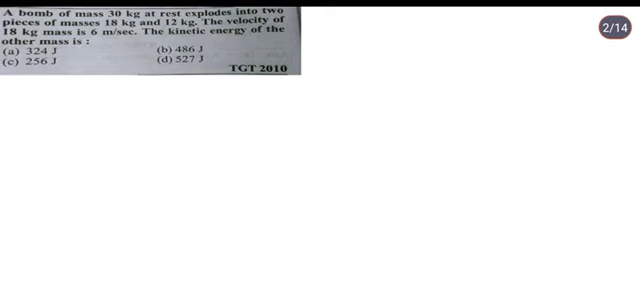 A bomb of mass 30 kg at rest explodes into two
pieces of masses 18 kg and 12 kg. The velocity of
18 kg mass is 6 m/sec. The kinetic energy of the
other mass is :
(a) 324 J (b) 486 J
(c) 256 J (d) 527 J
TGT 2010
2/14